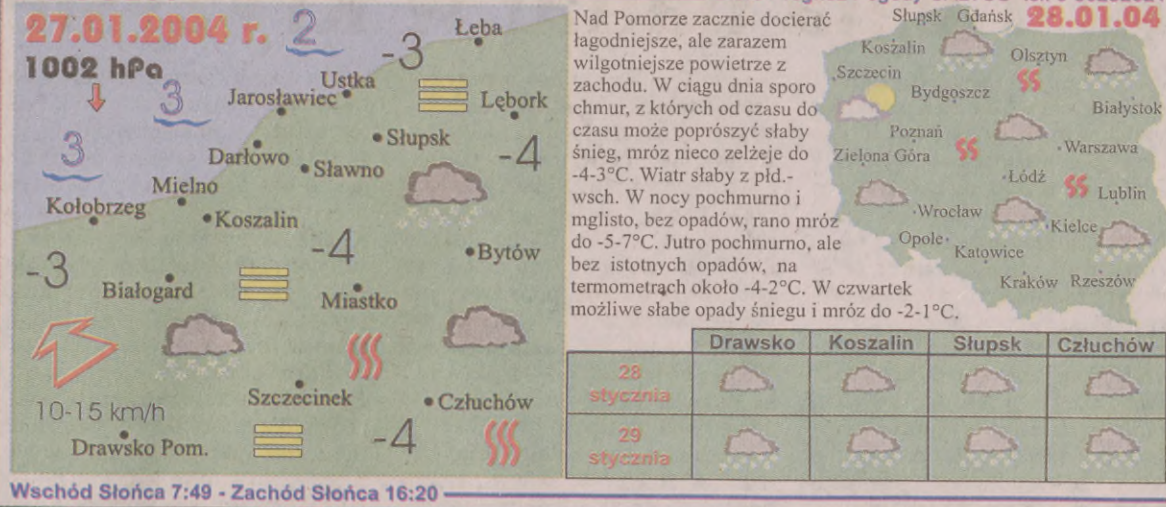 27.01.2004 r.
1002 hPa
2
3
3
-3
Łeba
Ustka
Jarosławiec
Lębork
Słupsk
-4
Darłowo
Sławno
Mielno
Kołobrzeg
Koszalin
-4
Bytów
-3
Białogard
Miastko
10-15 km/h
Szczecinek
Człuchów
Drawsko Pom.
-4
Wschód Słońca 7:49 - Zachód Słońca 16:20
Nad Pomorze zacznie docierać
łagodniejsze, ale zarazem
wilgotniejsze powietrze z
zachodu. W ciągu dnia sporo
chmur, z których od czasu do
czasu może poprószyć słaby
śnieg, mróz nieco zelżeje do
-4-3°C. Wiatr słaby z płd.-
wsch. W nocy pochmurno i
mglisto, bez opadów, rano mróz
do -5-7°C. Jutro pochmurno, ale
bez istotnych opadów, na
termometrach około -4-2°C. W czwartek
możliwe słabe opady śniegu i mróz do -2-1°C.
28.01.04
Słupsk Gdańsk
Koszalin
Olsztyn
Szczecin
Bydgoszcz
Białystok
Poznań
Warszawa
Zielona Góra
Łódź
Lublin
Wrocław
Kielce
Opole
Katowice
Kraków Rzeszów
Drawsko Koszalin Słupsk Człuchów
28
stycznia
29
stycznia